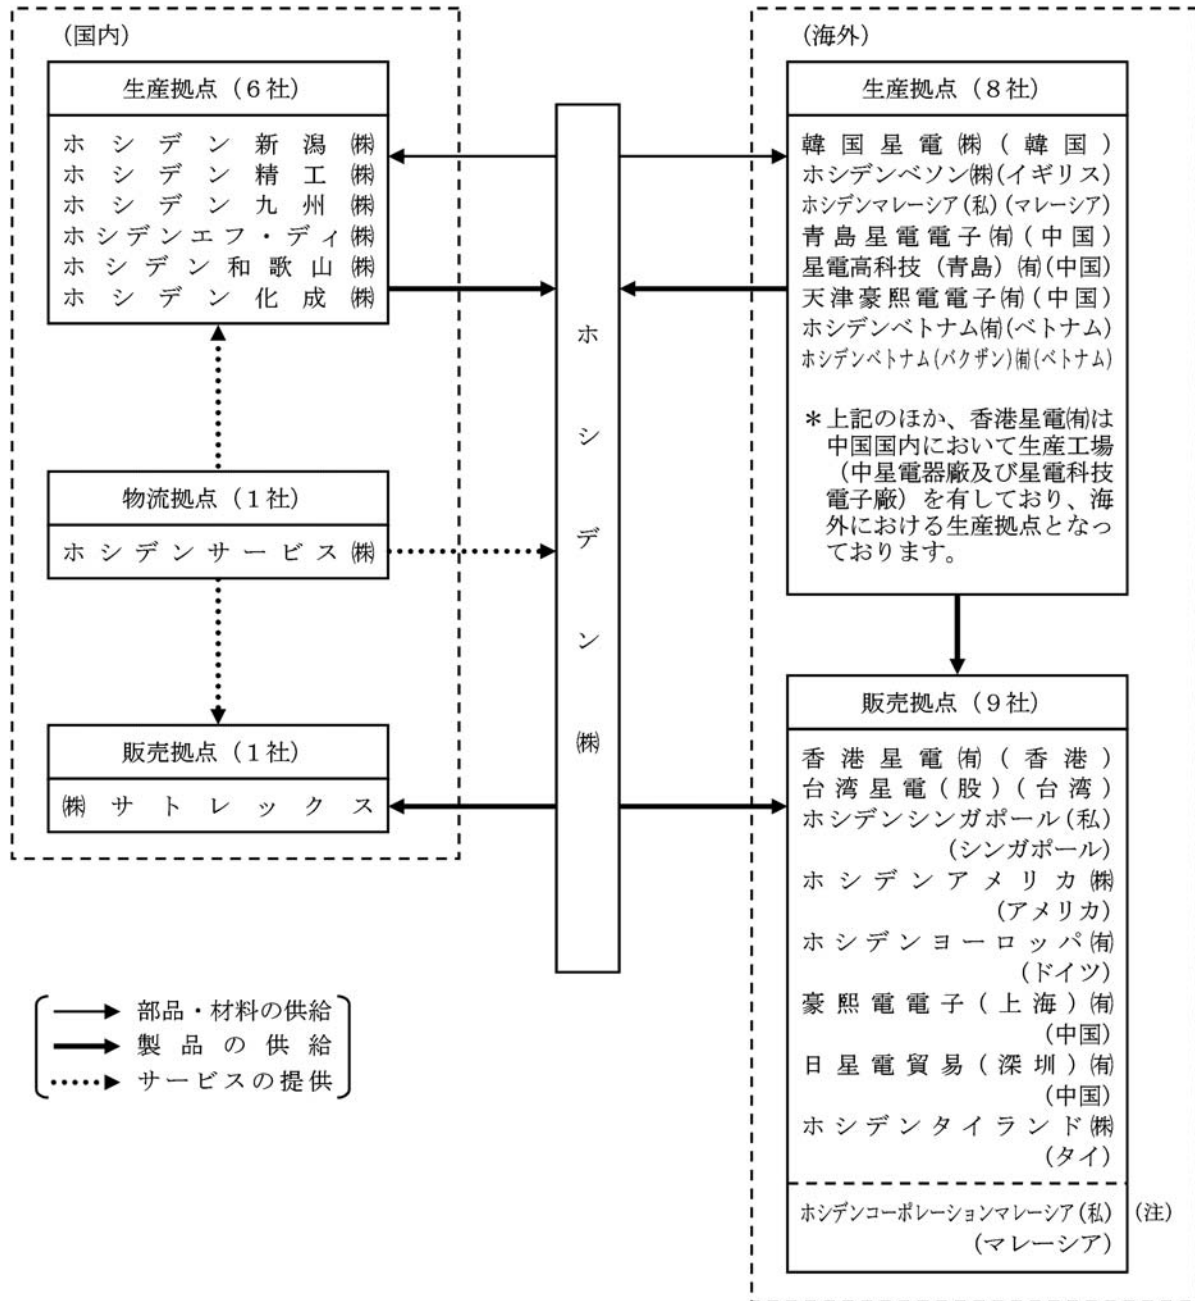 (国内)
生産拠点（6社）
ホシデン新潟㈱
ホシデン精工㈱
ホシデン九州㈱
ホシデンエフ・ディ㈱
ホシデン和歌山㈱
ホシデン化成㈱
物流拠点（1社）
ホシデンサービス㈱
販売拠点（1社）
㈱サトレックス
ホシデン㈱
(海外)
生産拠点（8社）
韓国星電㈱(韓国)
ホシデンベソン㈱(イギリス)
ホシデンマレーシア(私)(マレーシア)
青島星電電子㈲(中国)
星電高科技(青島)㈲(中国)
天津豪熙電電子㈲(中国)
ホシデンベトナム㈲(ベトナム)
ホシデンベトナム(バクザン)㈲(ベトナム)
＊上記のほか、香港星電㈲は
中国国内において生産工場
（中星電器廠及び星電科技
電子廠）を有しており、海
外における生産拠点となっ
ております。
販売拠点（9社）
香港星電㈲(香港)
台湾星電(股)(台湾)
ホシデンシンガポール(私)
(シンガポール)
ホシデンアメリカ㈱
(アメリカ)
ホシデンヨーロッパ㈲
(ドイツ)
豪熙電電子(上海)㈲
(中国)
日星電貿易(深圳)㈲
(中国)
ホシデンタイランド㈱
(タイ)
ホシデンコーポレーションマレーシア(私) (注)
(マレーシア)
部品・材料の供給
製品の供給
サービスの提供